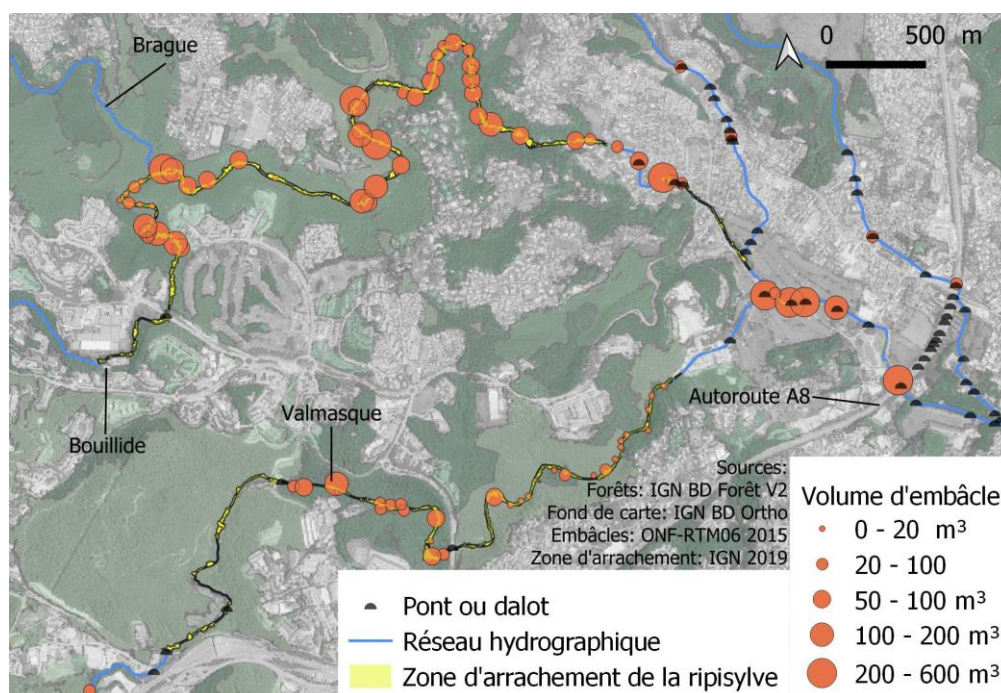 Brague
0 500 m
Valmasque
Autoroute A8
Bouillide
Sources:
Forêts: IGN BD Forêt V2
Fond de carte: IGN BD Ortho
Embâcles: ONF-RTM06 2015
Zone d'arrachement: IGN 2019
Pont ou dalot
Réseau hydrographique
Zone d'arrachement de la ripisylve
Volume d'embâcle
0 - 20 m³
20 - 100
50 - 100 m³
100 - 200 m³
200 - 600 m³